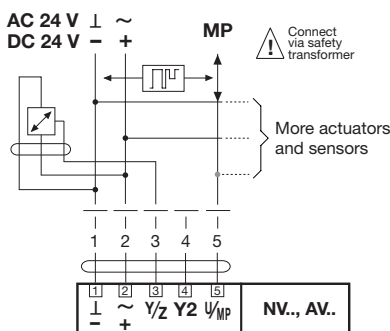 AC 24 V ⊥ ~
DC 24 V − +
MP
! Connect
via safety
transformer
More actuators
and sensors
1 2 3 4 5
1 2 3 4 5
⊥ ~ Y/Z Y2 U/MP NV.., AV..
− +